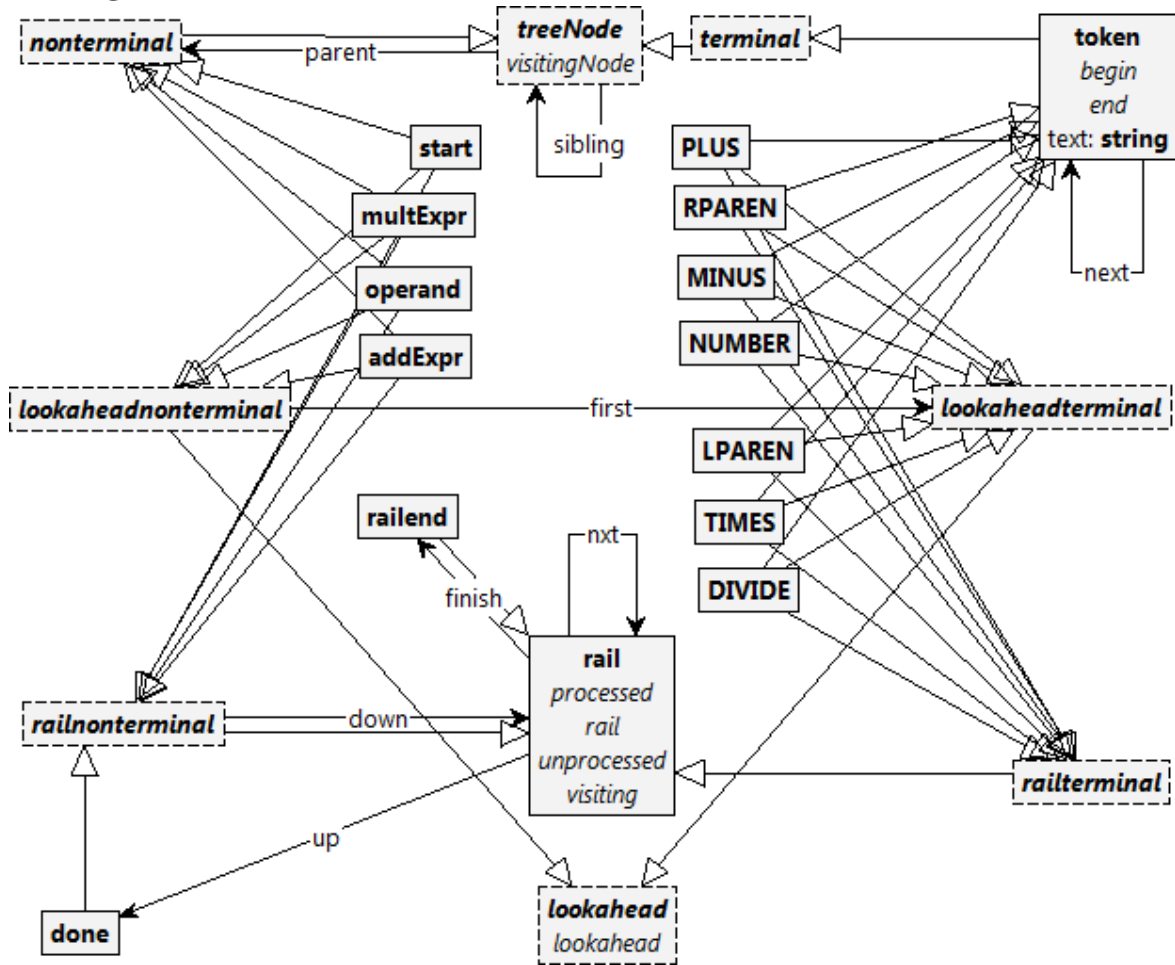 nonterminal
parent
treeNode
visitingNode
terminal
token
begin
end
text: string
sibling
start
PLUS
multExpr
RPAREN
next
operand
MINUS
addExpr
NUMBER
lookaheadnonterminal
first
lookaheadterminal
LPAREN
railend
TIMES
nxt
DIVIDE
finish
rail
processed
rail
unprocessed
visiting
railnonterminal
down
railterminal
up
lookahead
lookahead
done